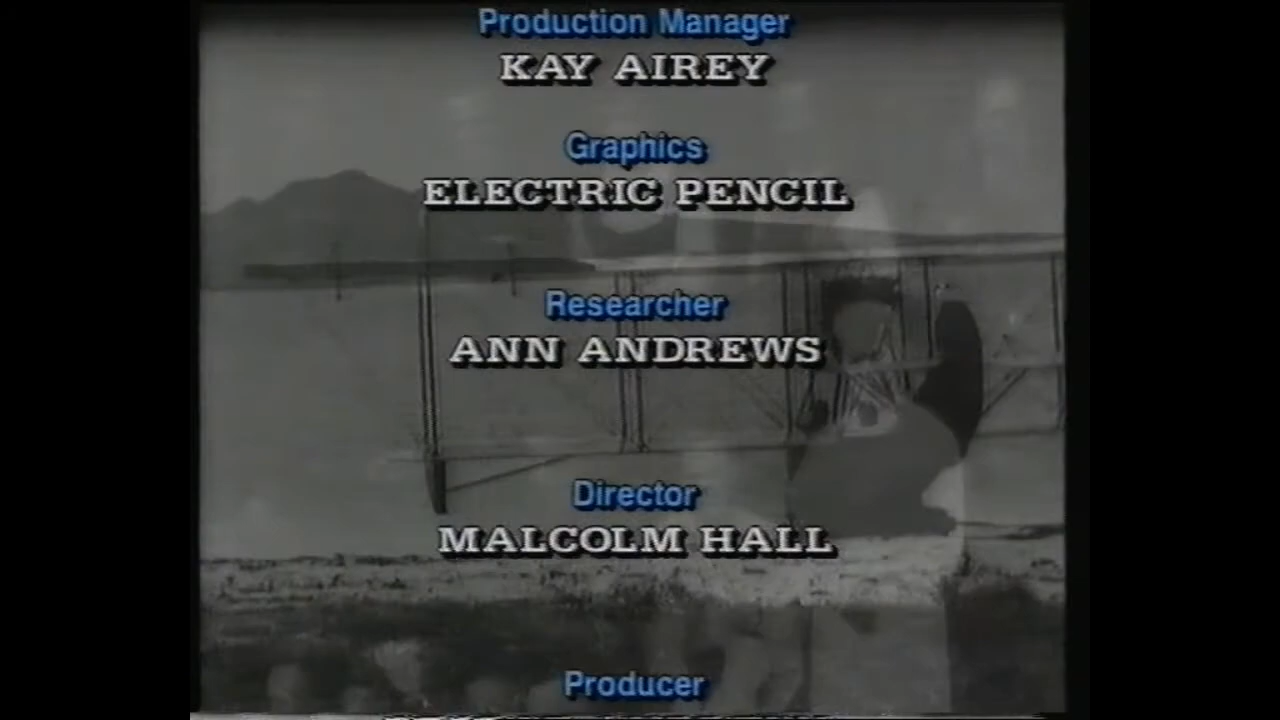 Production Manager
KAY AIREY
Graphics
ELECTRIC PENCIL
Researcher
ANN ANDREWS
Director
MALCOLM HALL
Producer